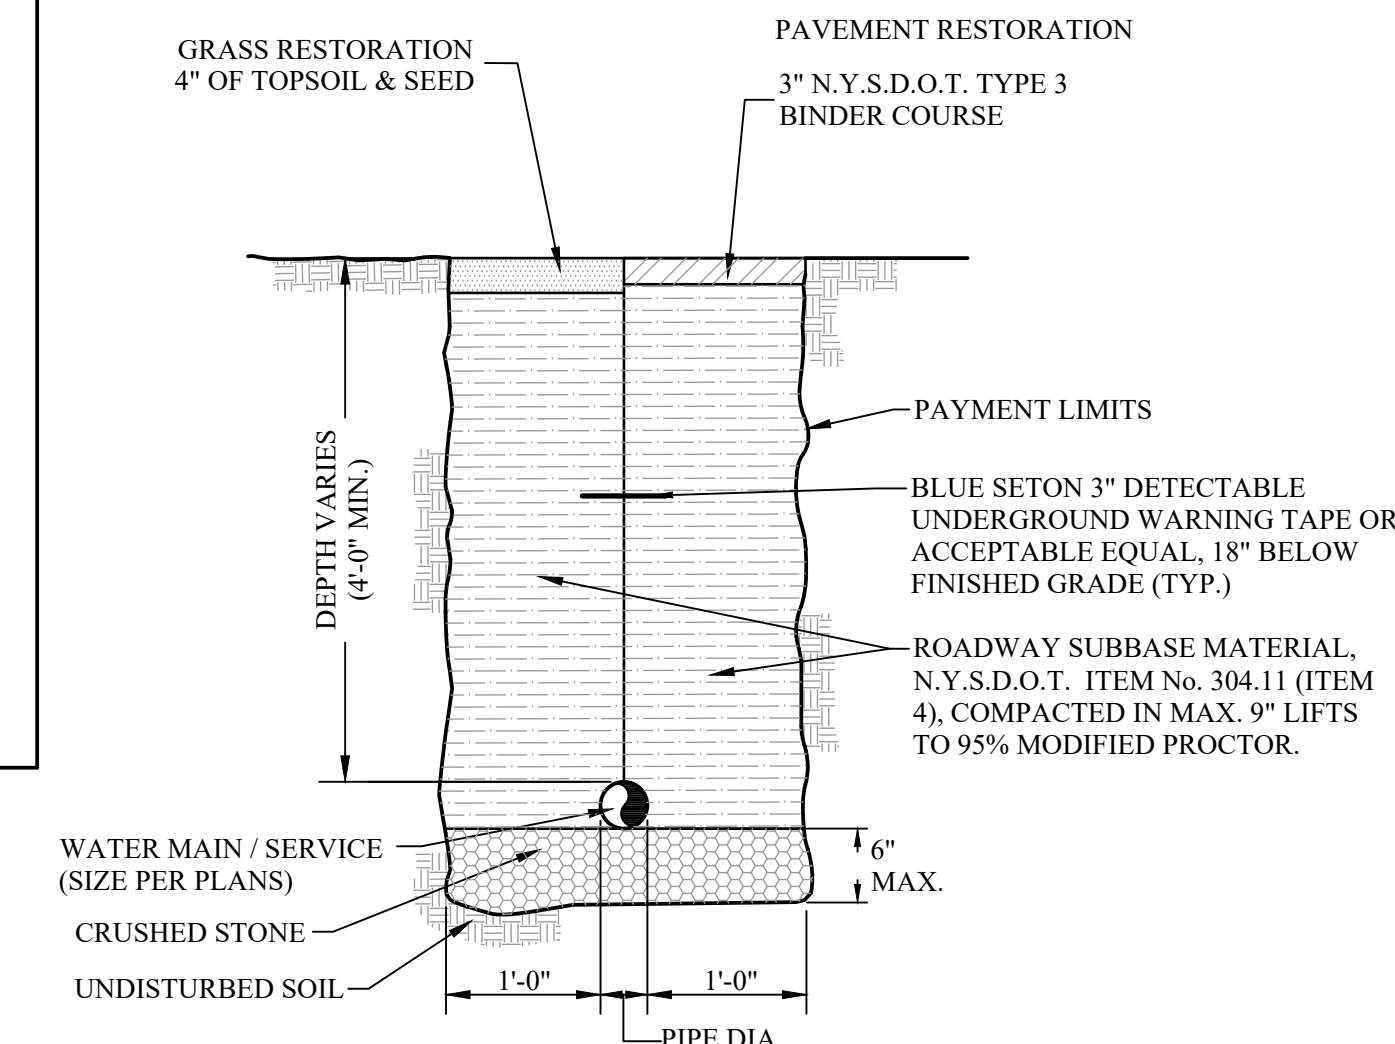 GRASS RESTORATION
4" OF TOPSOIL & SEED
PAVEMENT RESTORATION
3" N.Y.S.D.O.T. TYPE 3
BINDER COURSE
PAYMENT LIMITS
DEPTH VARIES
(4'-0" MIN.)
BLUE SETON 3" DETECTABLE
UNDERGROUND WARNING TAPE OR
ACCEPTABLE EQUAL, 18" BELOW
FINISHED GRADE (TYP.)
ROADWAY SUBBASE MATERIAL,
N.Y.S.D.O.T. ITEM No. 304.11 (ITEM
4), COMPACTED IN MAX. 9" LIFTS
TO 95% MODIFIED PROCTOR.
WATER MAIN / SERVICE
(SIZE PER PLANS)
6"
MAX.
CRUSHED STONE
UNDISTURBED SOIL
1'-0"
1'-0"
PIPE DIA